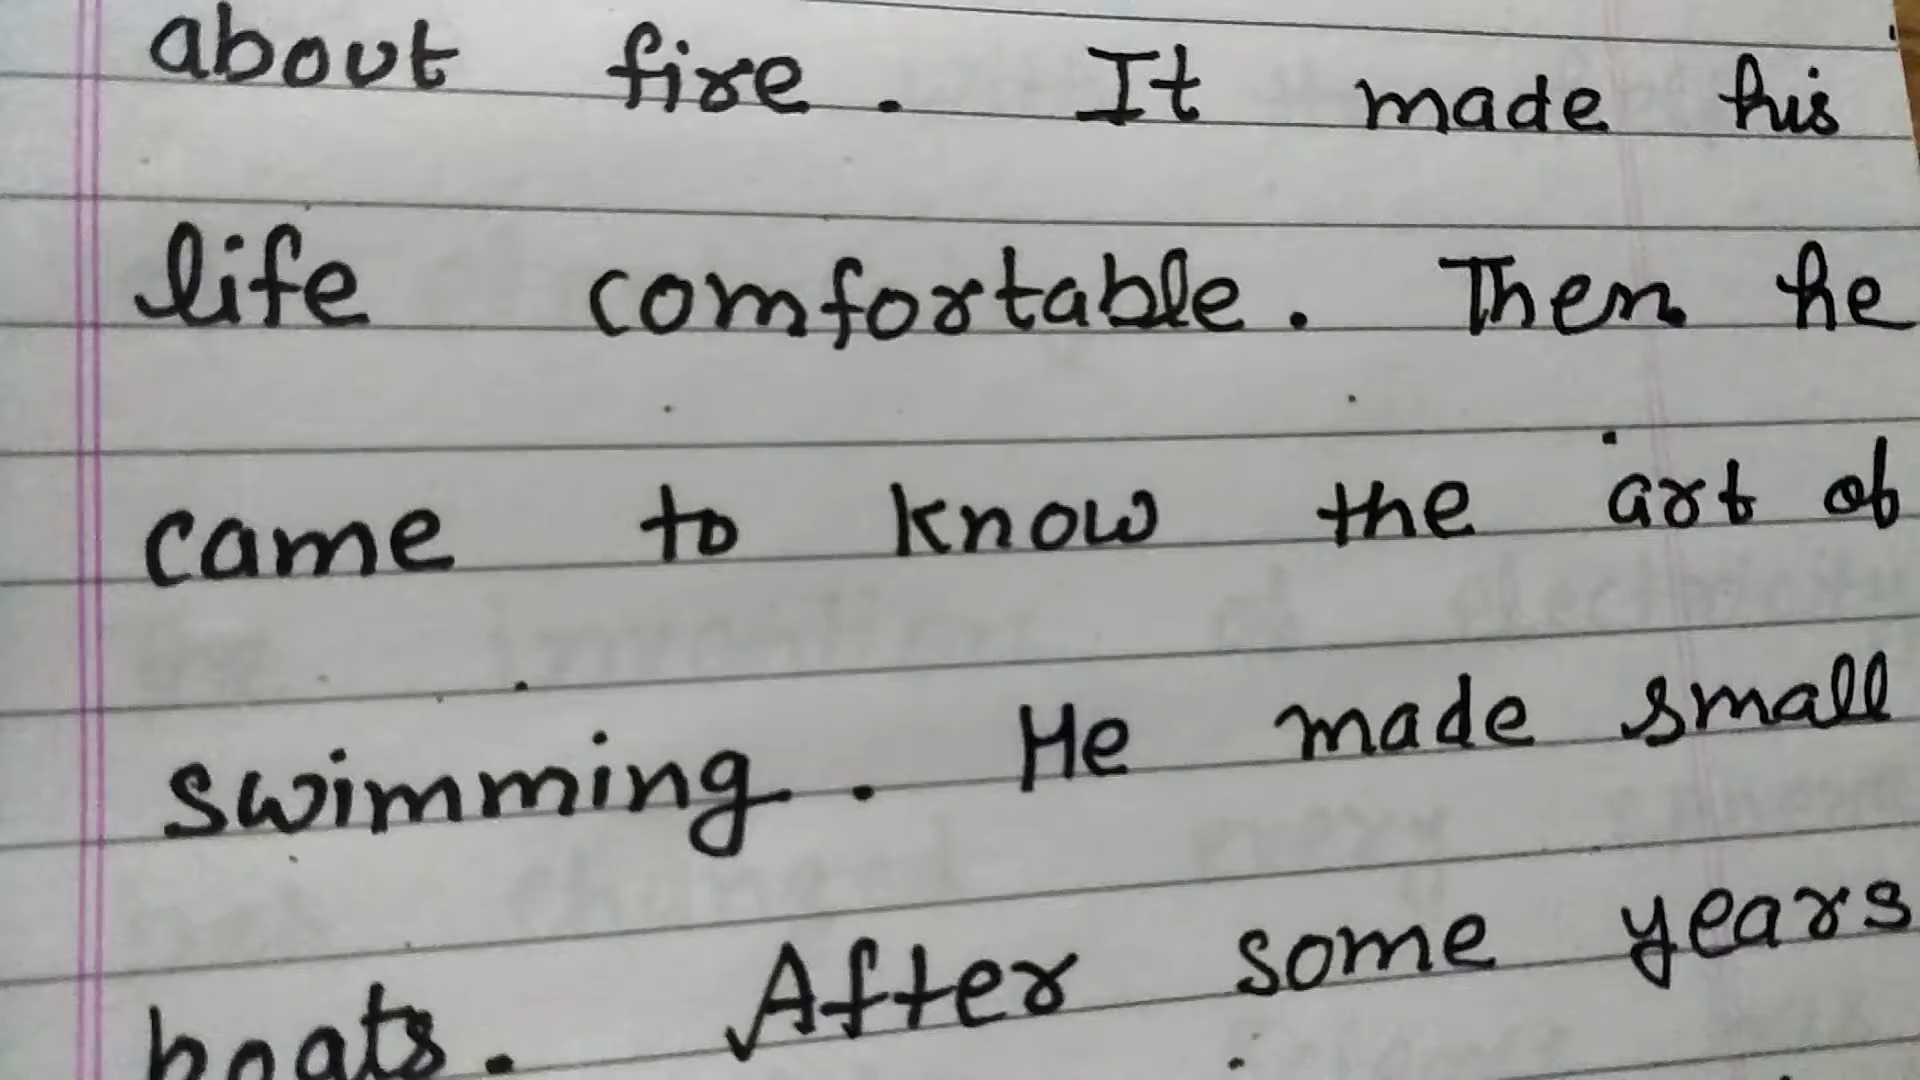 about fire. It made his
life comfortable. Then he
came to know the art of
swimming. He made small
boats. After some years